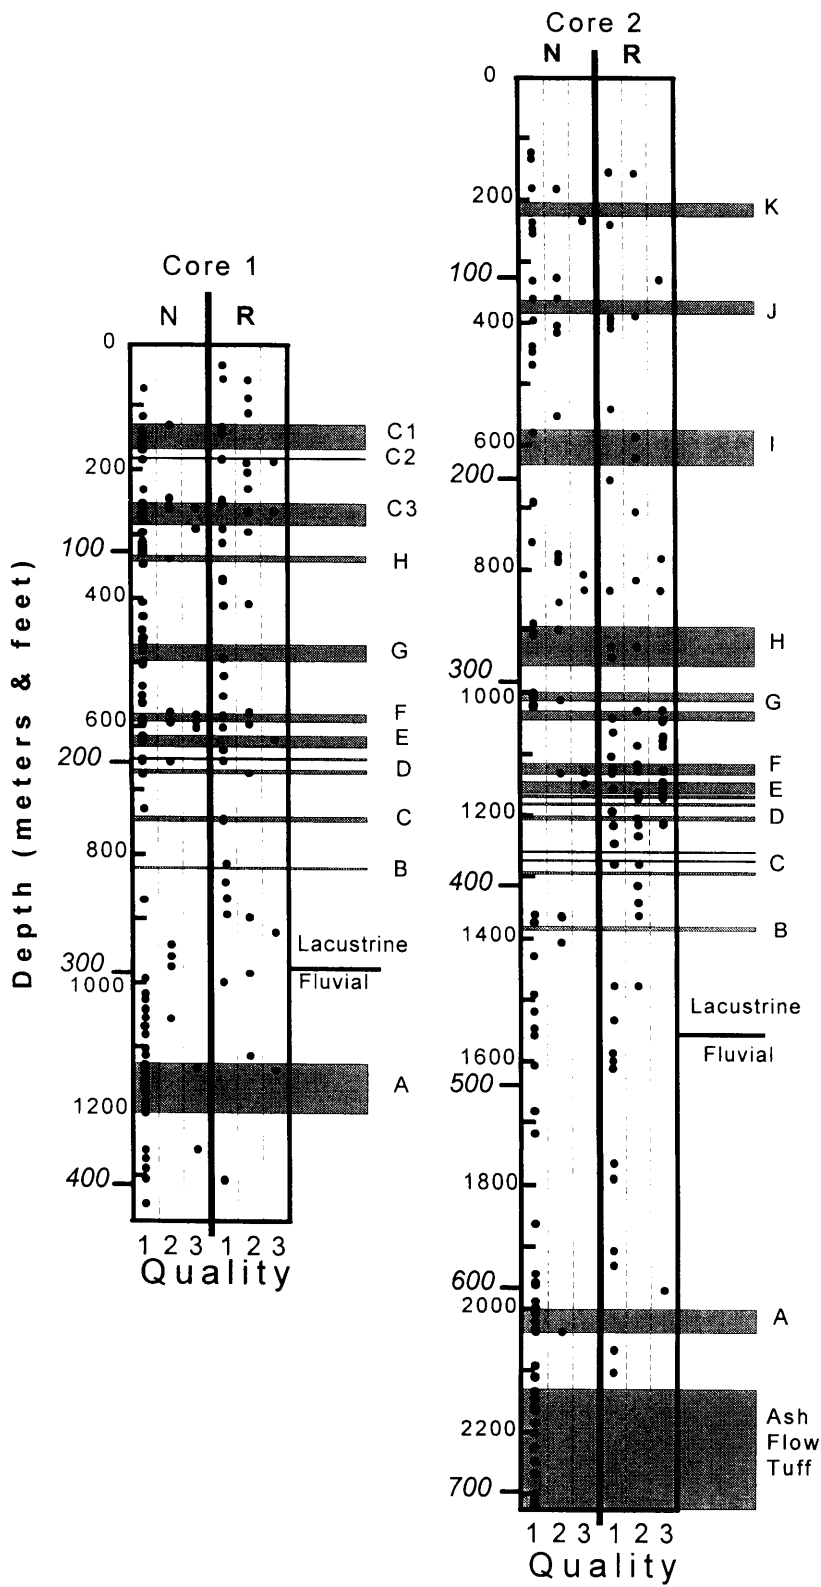 Core 2
N R
0
200
K
100
J
400
600
I
200
800
H
300
1000
G
F
E
1200
D
C
400
B
1400
Lacustrine
1600
Fluvial
500
1800
600
2000
A
Ash
Flow
Tuff
2200
700
1 2 3 1 2 3
Quality
Core 1
N R
0
C1
C2
200
C3
100
H
400
G
F
600
E
200
D
C
800
B
Lacustrine
300
Fluvial
1000
A
1200
400
1 2 3 1 2 3
Quality
Depth (meters & feet)